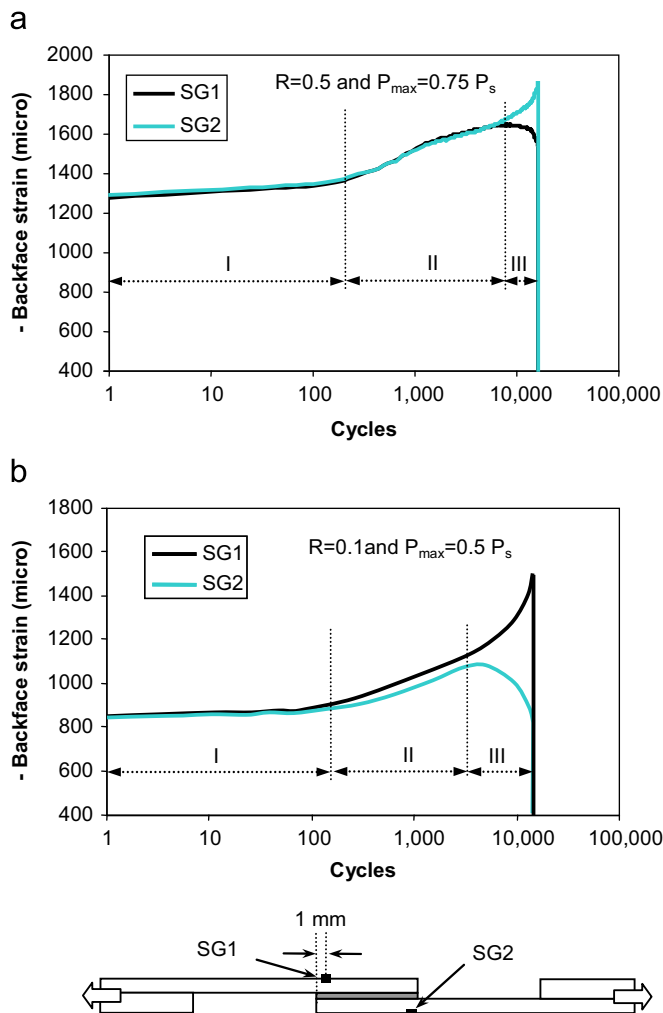 a
2000
1800
1600
1400
1200
1000
800
600
400
- Backface strain (micro)
SG1
SG2
R=0.5 and Pmax=0.75 Ps
I
II
III
1
10
100
1,000
10,000
100,000
Cycles
b
1800
1600
1400
1200
1000
800
600
400
- Backface strain (micro)
SG1
SG2
R=0.1and Pmax=0.5 Ps
I
II
III
1
10
100
1,000
10,000
100,000
Cycles
1 mm
SG1
SG2